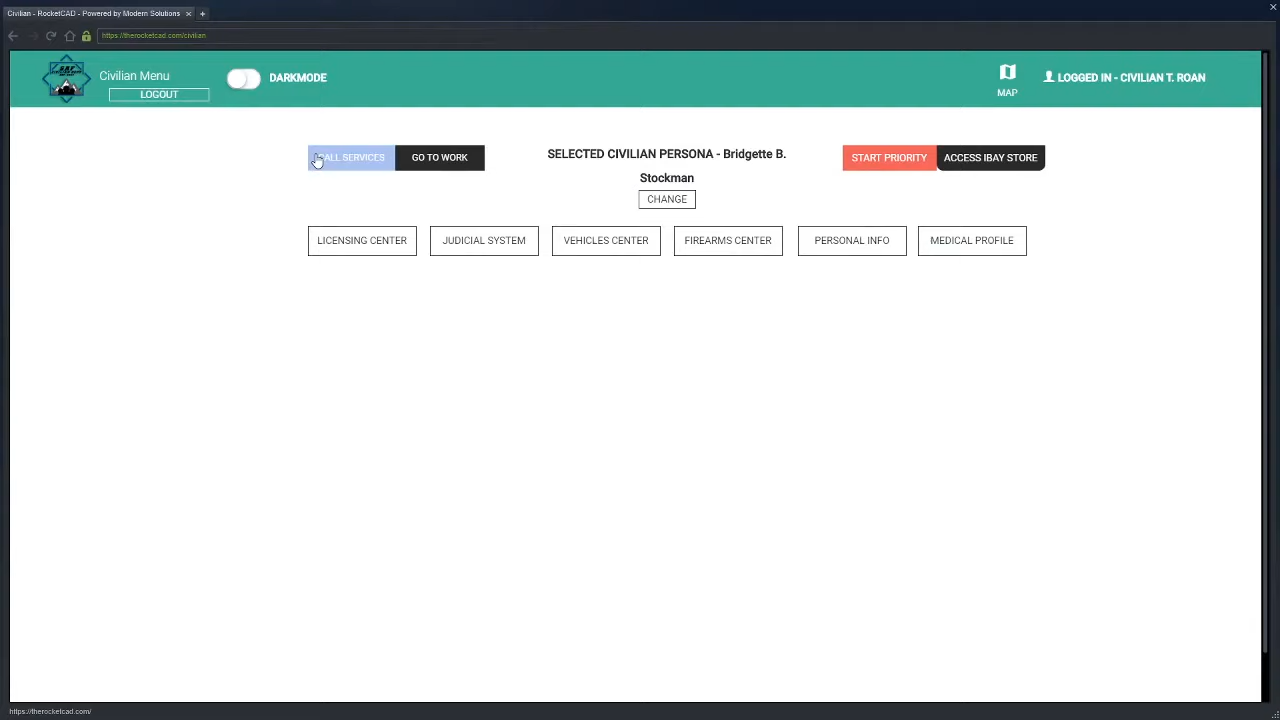 Civilian - RocketCAD - Powered by Modern Solutions
https://therocketcad.com/civilian
Civilian Menu
LOGOUT
DARKMODE
MAP
LOGGED IN - CIVILIAN T. ROAN
CALL SERVICES
GO TO WORK
SELECTED CIVILIAN PERSONA - Bridgette B.
Stockman
CHANGE
START PRIORITY
ACCESS IBAY STORE
LICENSING CENTER
JUDICIAL SYSTEM
VEHICLES CENTER
FIREARMS CENTER
PERSONAL INFO
MEDICAL PROFILE
https://therocketcad.com/